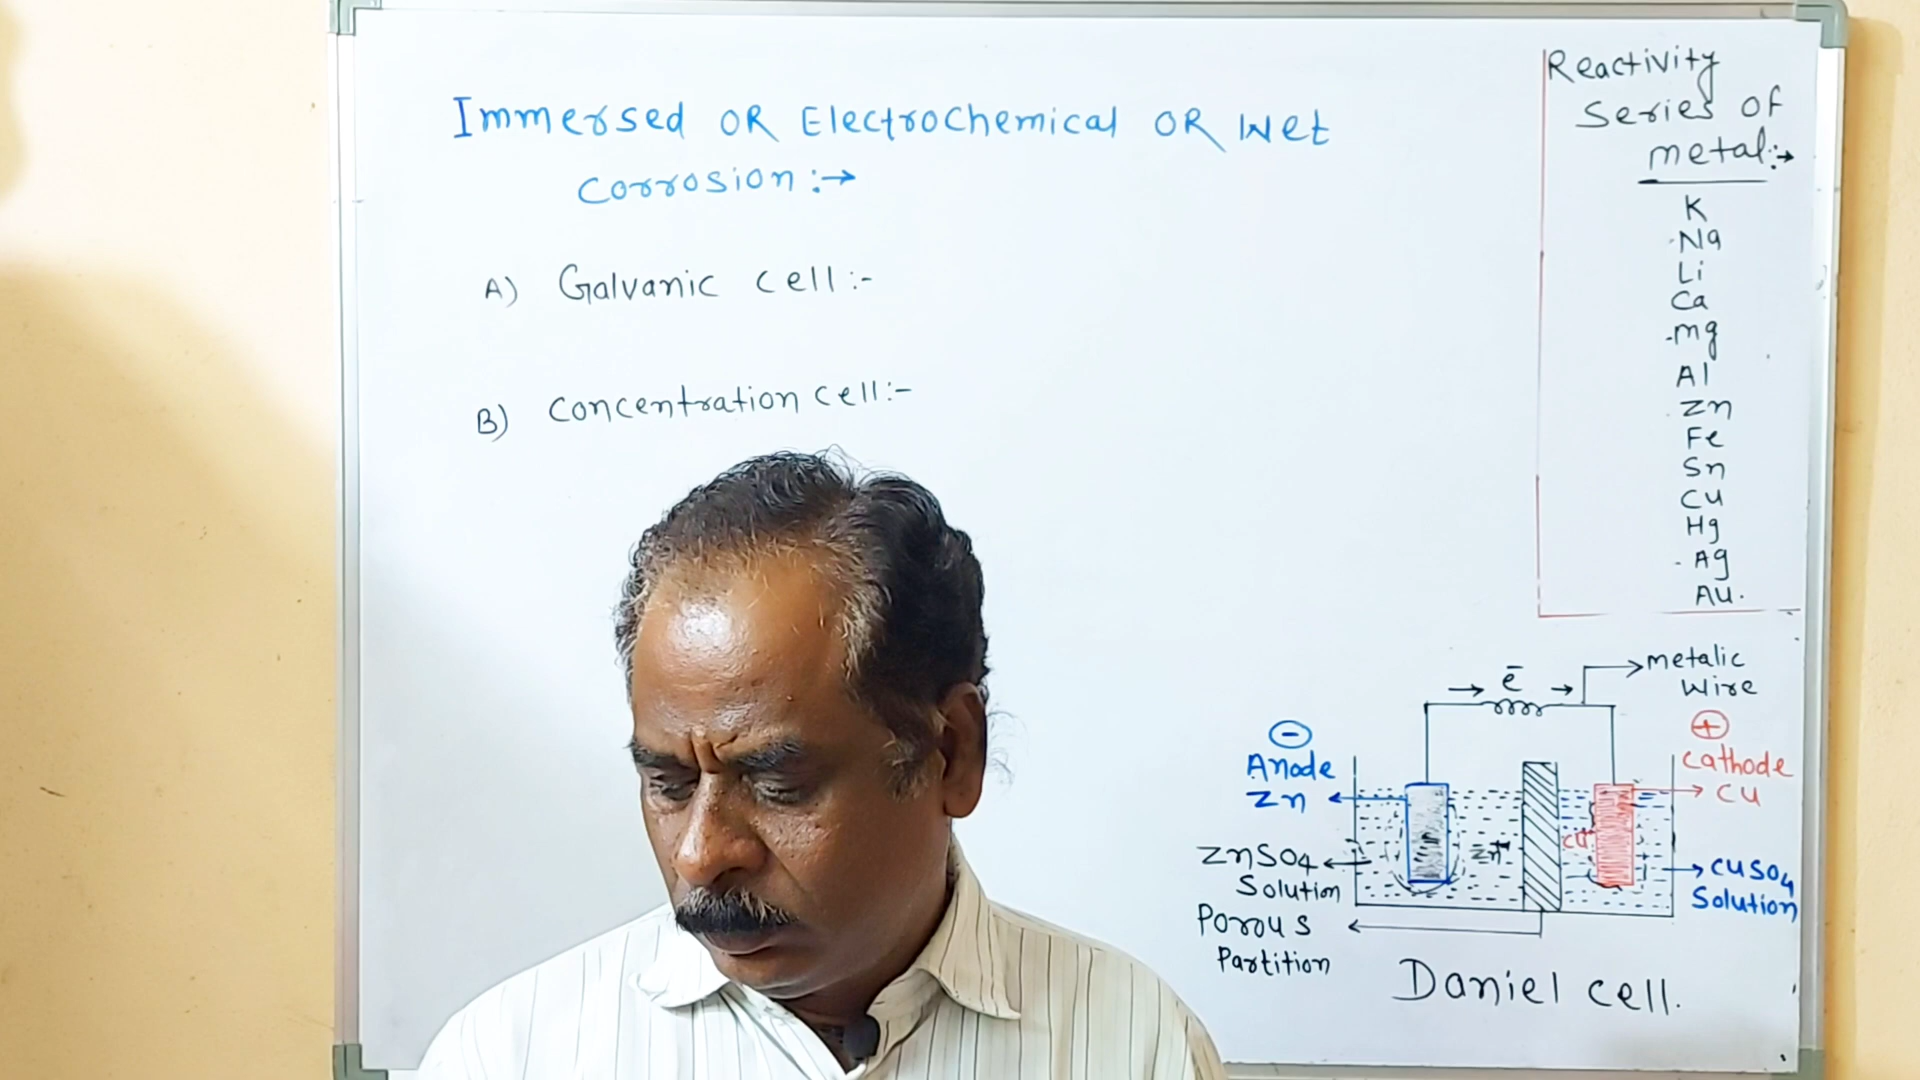 Immersed OR Electrochemical OR Wet
Corrosion :→
A) Galvanic cell :-
B) Concentration cell :-
Reactivity
Series OF
metal :→
K
Na
Li
Ca
mg
Al
Zn
Fe
Sn
Cu
Hg
Ag
Au.
metalic
Wire
e̅
⊖
Anode
Zn
⊕
Cathode
Cu
ZnSO4
Solution
CuSO4
Solution
Porous
Partition
Daniel cell.